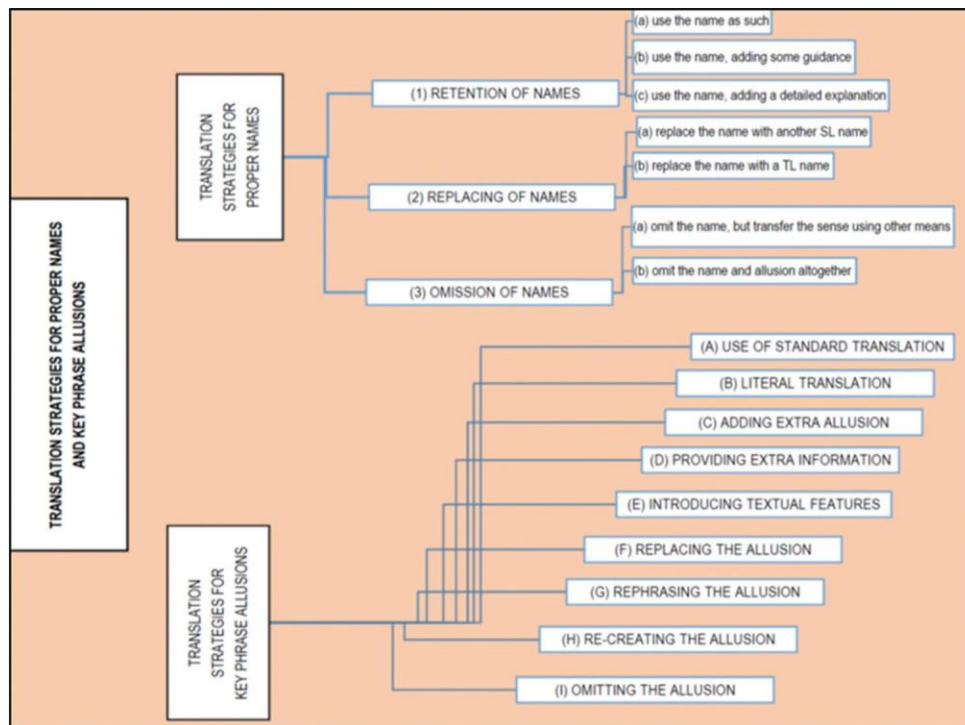 TRANSLATION STRATEGIES FOR PROPER NAMES
AND KEY PHRASE ALLUSIONS
TRANSLATION
STRATEGIES FOR
PROPER NAMES
(1) RETENTION OF NAMES
(a) use the name as such
(b) use the name, adding some guidance
(c) use the name, adding a detailed explanation
(2) REPLACING OF NAMES
(a) replace the name with another SL name
(b) replace the name with a TL name
(3) OMISSION OF NAMES
(a) omit the name, but transfer the sense using other means
(b) omit the name and allusion altogether
TRANSLATION
STRATEGIES FOR
KEY PHRASE ALLUSIONS
(A) USE OF STANDARD TRANSLATION
(B) LITERAL TRANSLATION
(C) ADDING EXTRA ALLUSION
(D) PROVIDING EXTRA INFORMATION
(E) INTRODUCING TEXTUAL FEATURES
(F) REPLACING THE ALLUSION
(G) REPHRASING THE ALLUSION
(H) RE-CREATING THE ALLUSION
(I) OMITTING THE ALLUSION